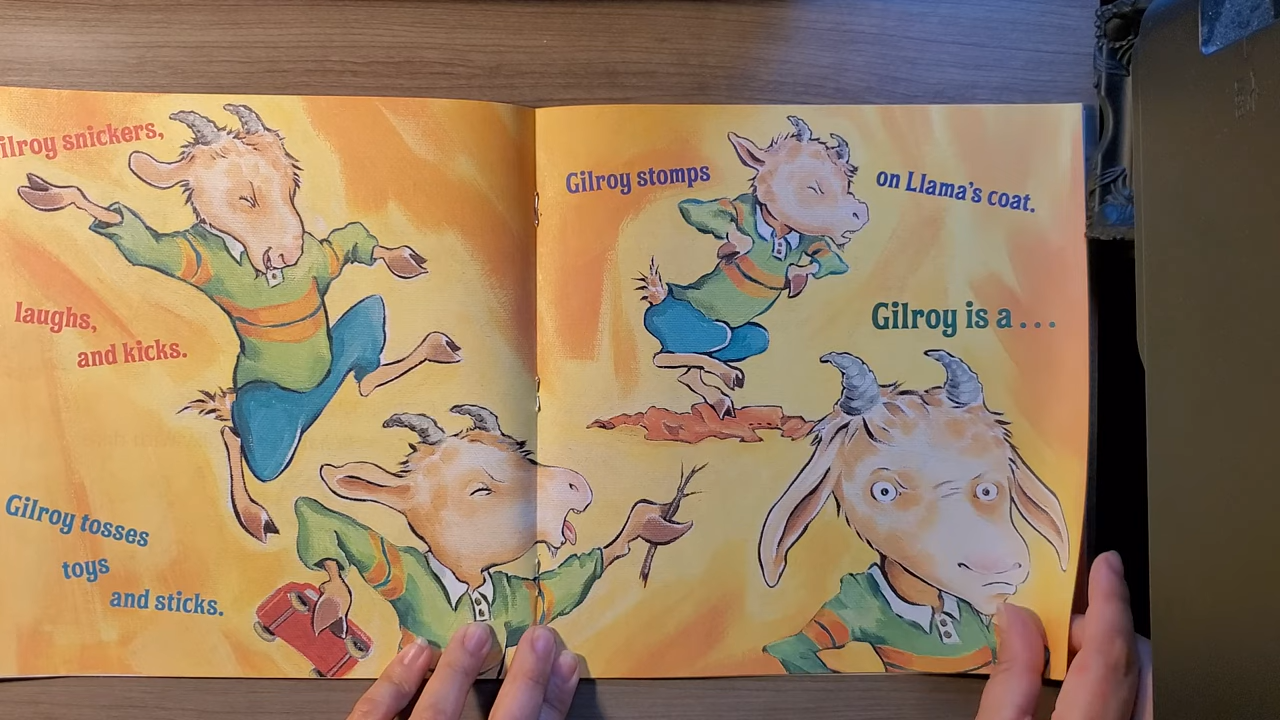 ilroy snickers,
laughs,
and kicks.
Gilroy tosses
toys
and sticks.
Gilroy stomps
on Llama's coat.
Gilroy is a . . .